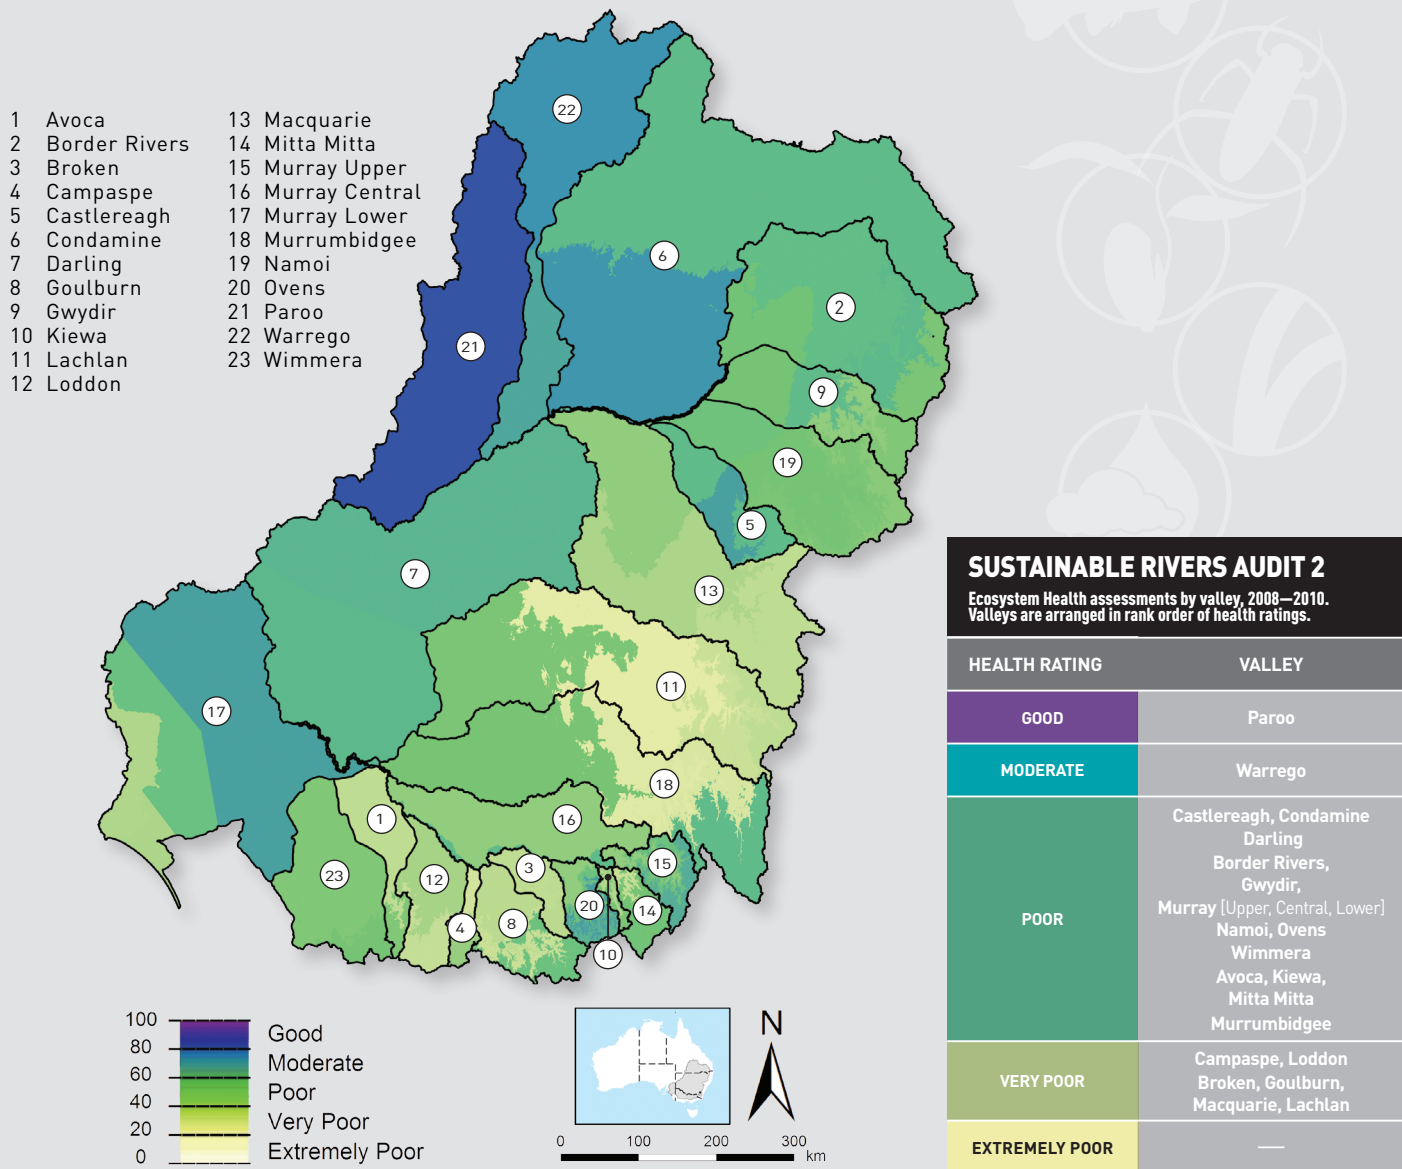 1 Avoca
2 Border Rivers
3 Broken
4 Campaspe
5 Castlereagh
6 Condamine
7 Darling
8 Goulburn
9 Gwydir
10 Kiewa
11 Lachlan
12 Loddon
13 Macquarie
14 Mitta Mitta
15 Murray Upper
16 Murray Central
17 Murray Lower
18 Murrumbidgee
19 Namoi
20 Ovens
21 Paroo
22 Warrego
23 Wimmera
22
6
2
21
9
19
5
7
13
11
17
18
1
16
3
15
23
12
20
14
4
8
10
SUSTAINABLE RIVERS AUDIT 2
Ecosystem Health assessments by valley, 2008—2010.
Valleys are arranged in rank order of health ratings.
HEALTH RATING VALLEY
GOOD Paroo
MODERATE Warrego
POOR
Castlereagh, Condamine
Darling
Border Rivers,
Gwydir,
Murray [Upper, Central, Lower]
Namoi, Ovens
Wimmera
Avoca, Kiewa,
Mitta Mitta
Murrumbidgee
VERY POOR
Campaspe, Loddon
Broken, Goulburn,
Macquarie, Lachlan
EXTREMELY POOR —
100
80
60
40
20
0
Good
Moderate
Poor
Very Poor
Extremely Poor
N
0 100 200 300
km